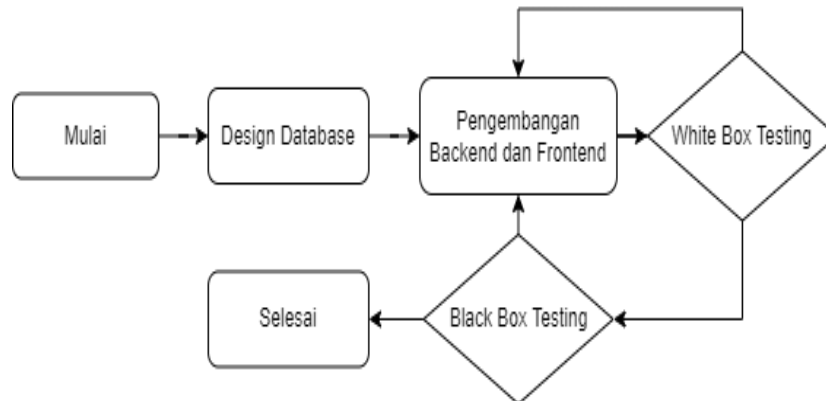 Mulai
Design Database
Pengembangan
Backend dan Frontend
White Box Testing
Selesai
Black Box Testing